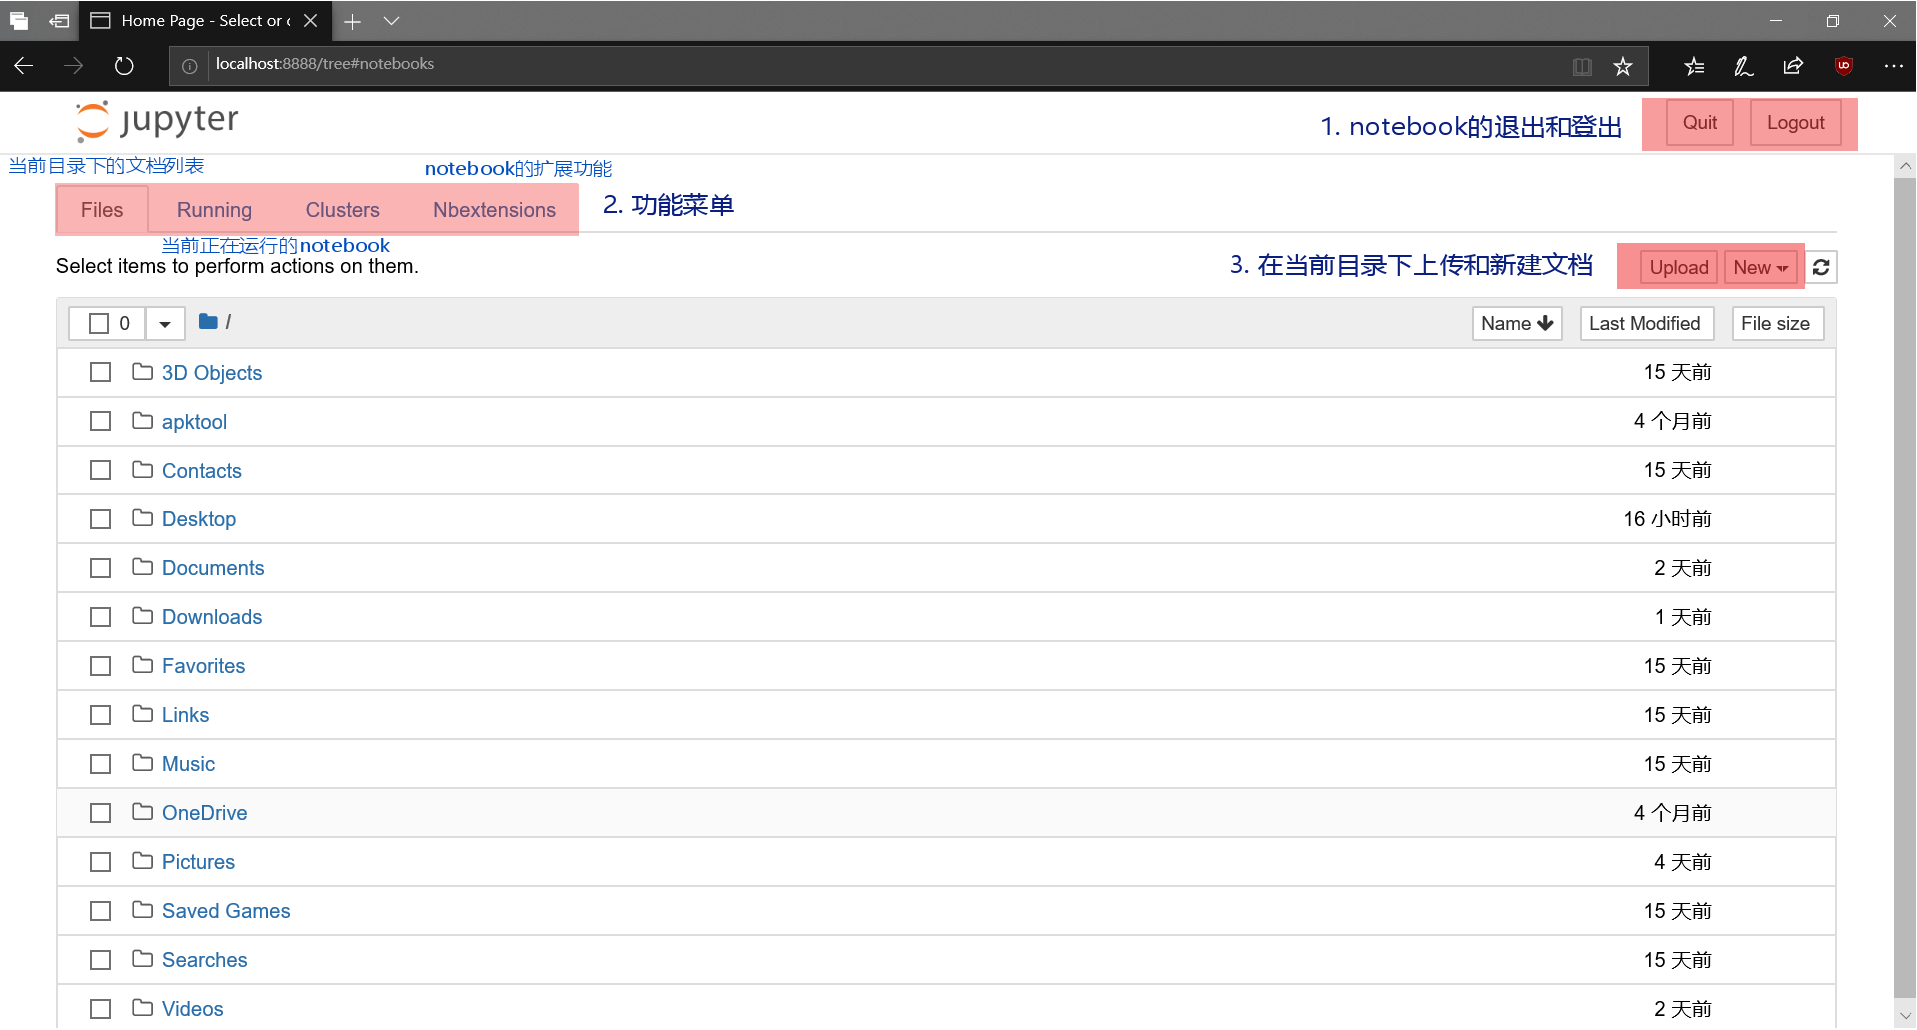 Home Page - Select or c
localhost:8888/tree#notebooks
jupyter
1. notebook的退出和登出
Quit
Logout
当前目录下的文档列表
notebook的扩展功能
Files
Running
Clusters
Nbextensions
2. 功能菜单
当前正在运行的notebook
Select items to perform actions on them.
3. 在当前目录下上传和新建文档
Upload
New
0
/
Name
Last Modified
File size
3D Objects 15 天前
apktool 4 个月前
Contacts 15 天前
Desktop 16 小时前
Documents 2 天前
Downloads 1 天前
Favorites 15 天前
Links 15 天前
Music 15 天前
OneDrive 4 个月前
Pictures 4 天前
Saved Games 15 天前
Searches 15 天前
Videos 2 天前